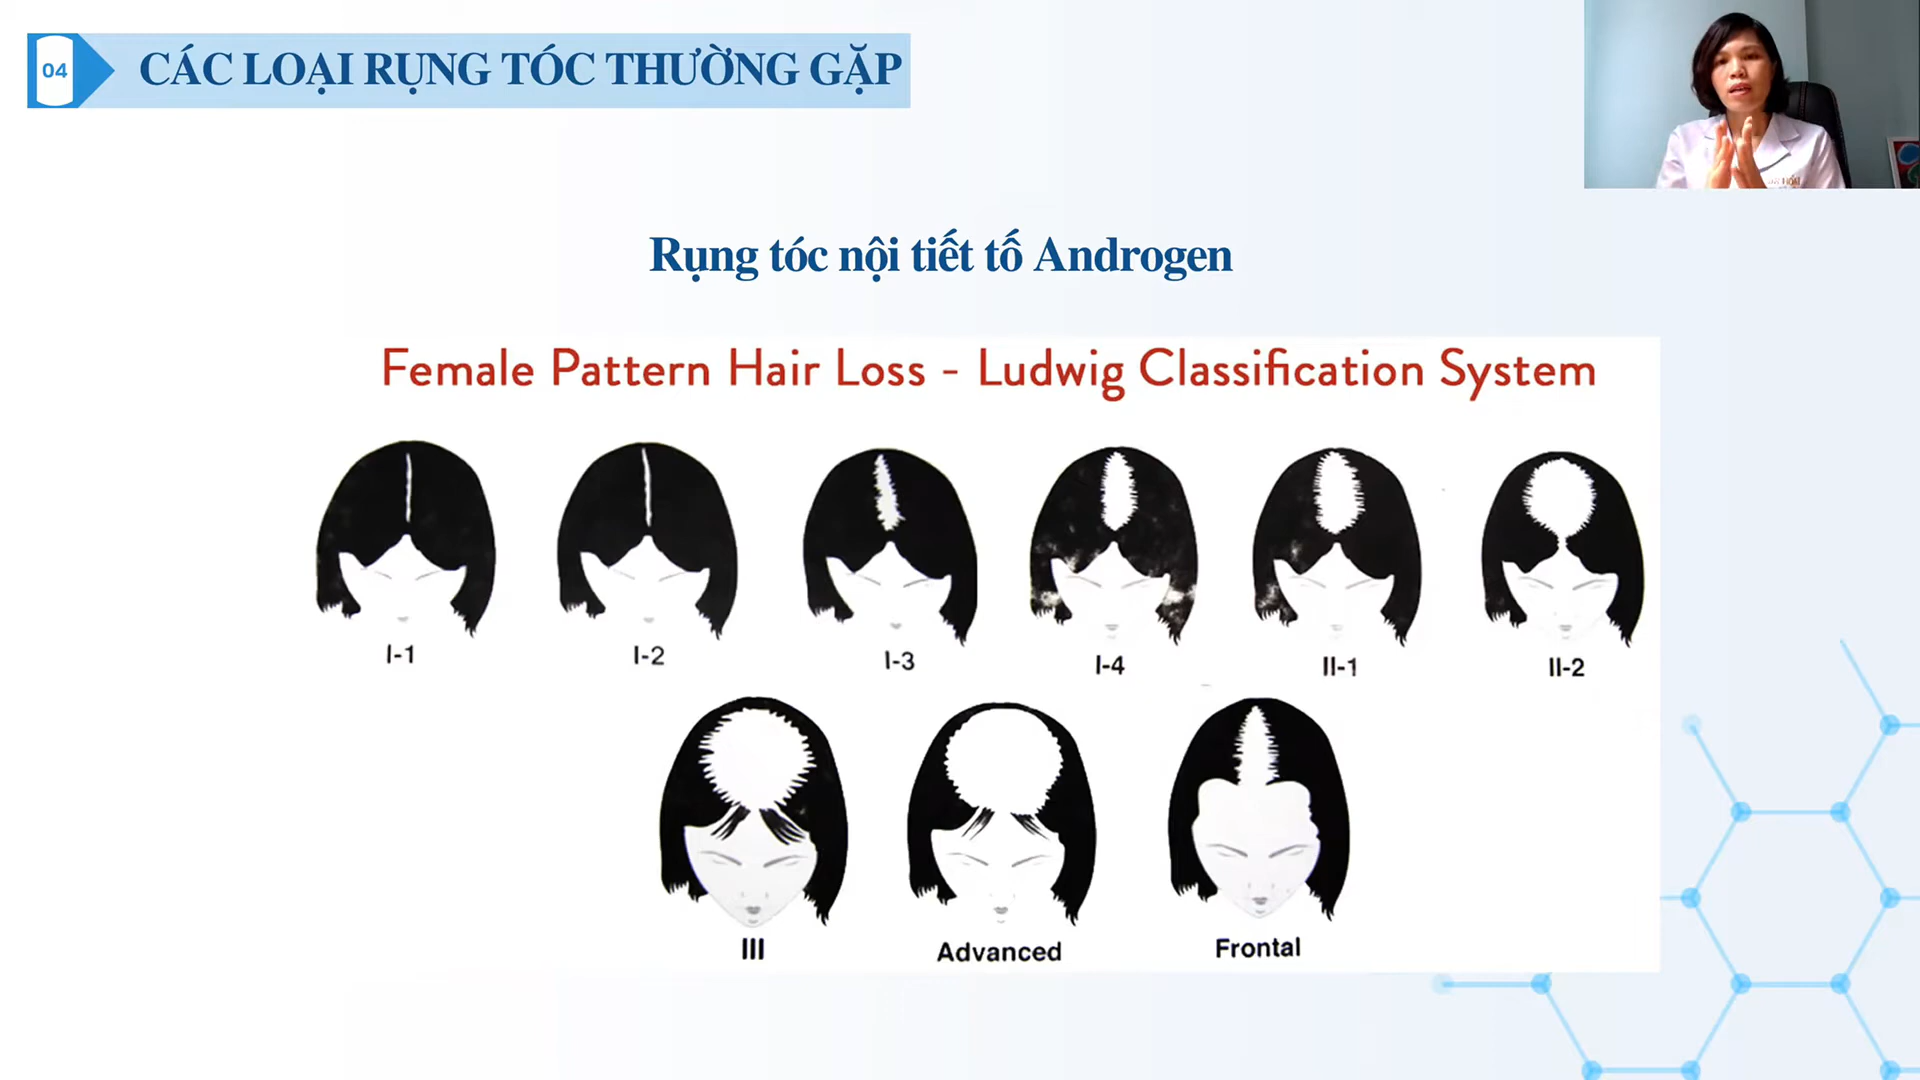 04
CÁC LOẠI RỤNG TÓC THƯỜNG GẶP
Rụng tóc nội tiết tố Androgen
Female Pattern Hair Loss - Ludwig Classification System
I-1
I-2
I-3
I-4
II-1
II-2
III
Advanced
Frontal